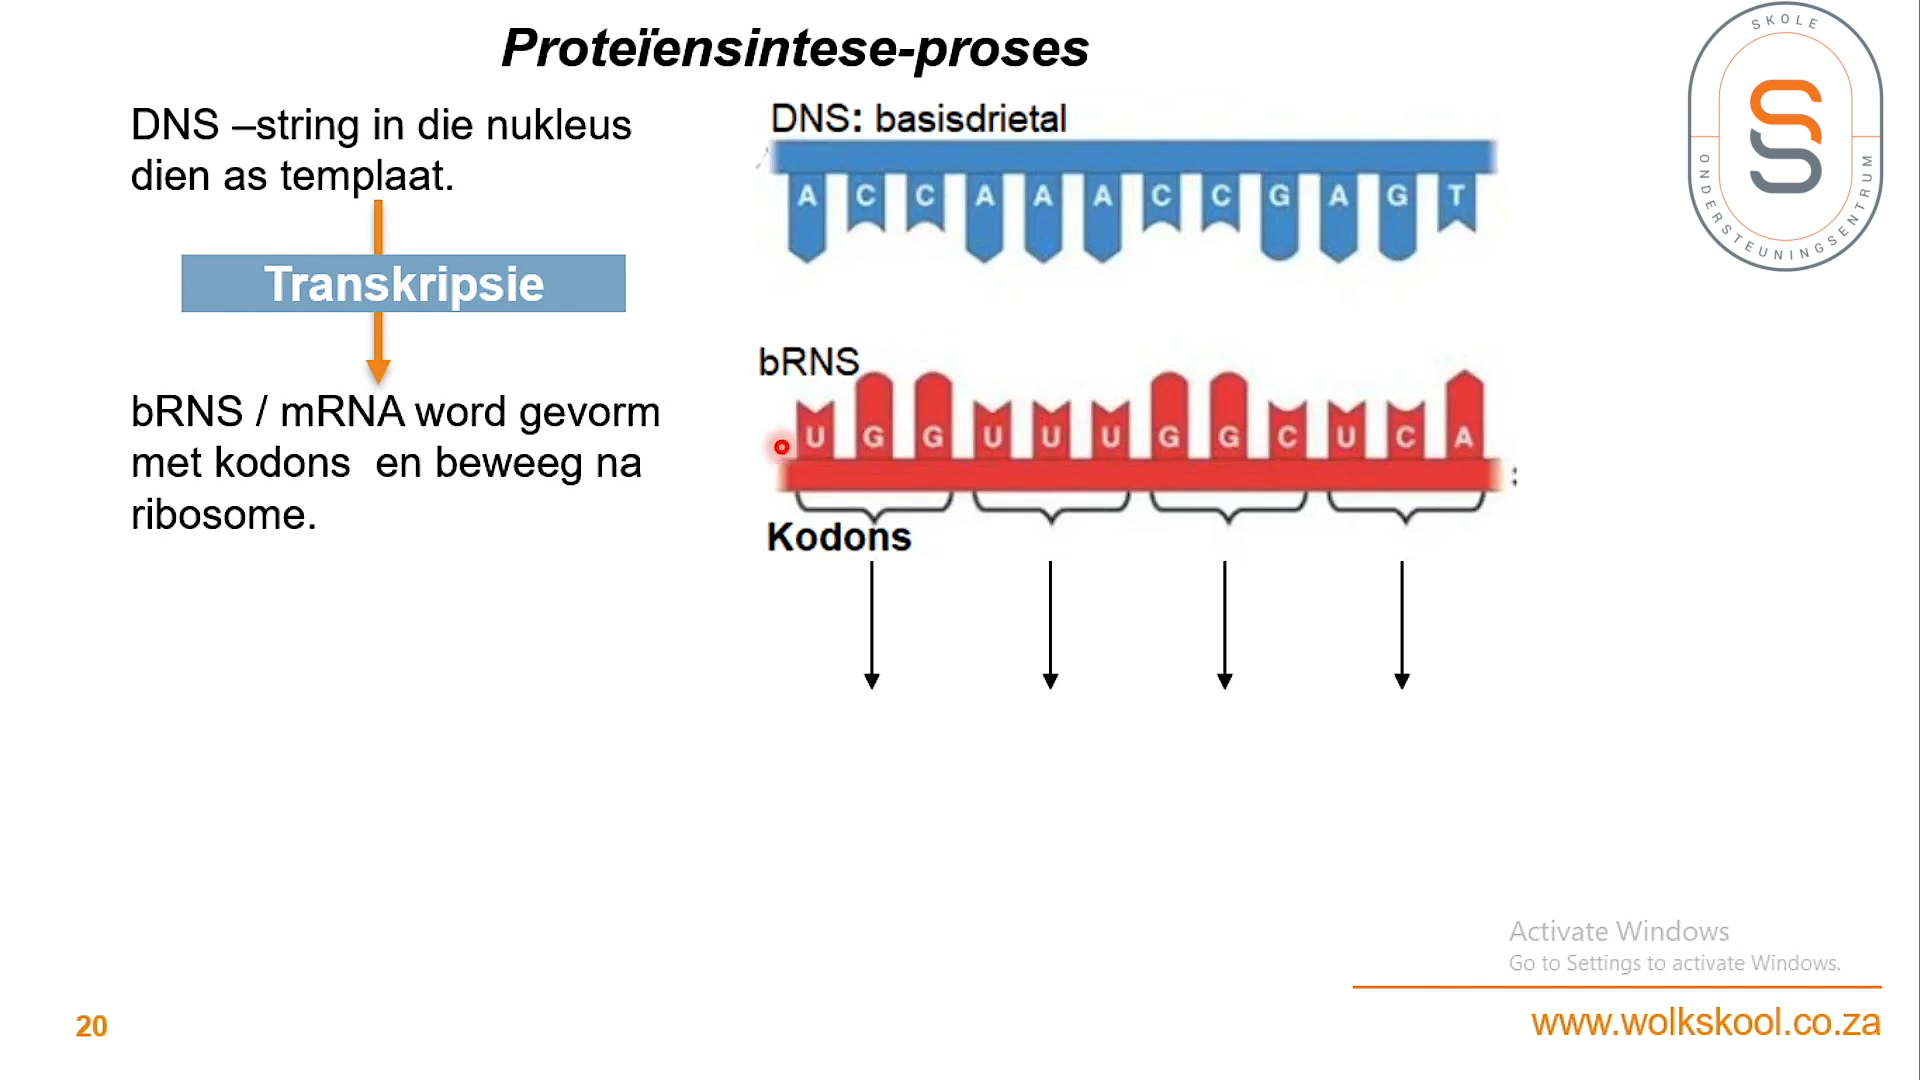 Proteïensintese-proses
DNS –string in die nukleus
dien as templaat.
Transkripsie
bRNS / mRNA word gevorm
met kodons en beweeg na
ribosome.
DNS: basisdrietal
A C C A A A C C G A G T
bRNS
U G G U U U G G C U C A
Kodons
SKOLE
ONDERSTEUNINGSENTRUM
Activate Windows
Go to Settings to activate Windows.
www.wolkskool.co.za
20